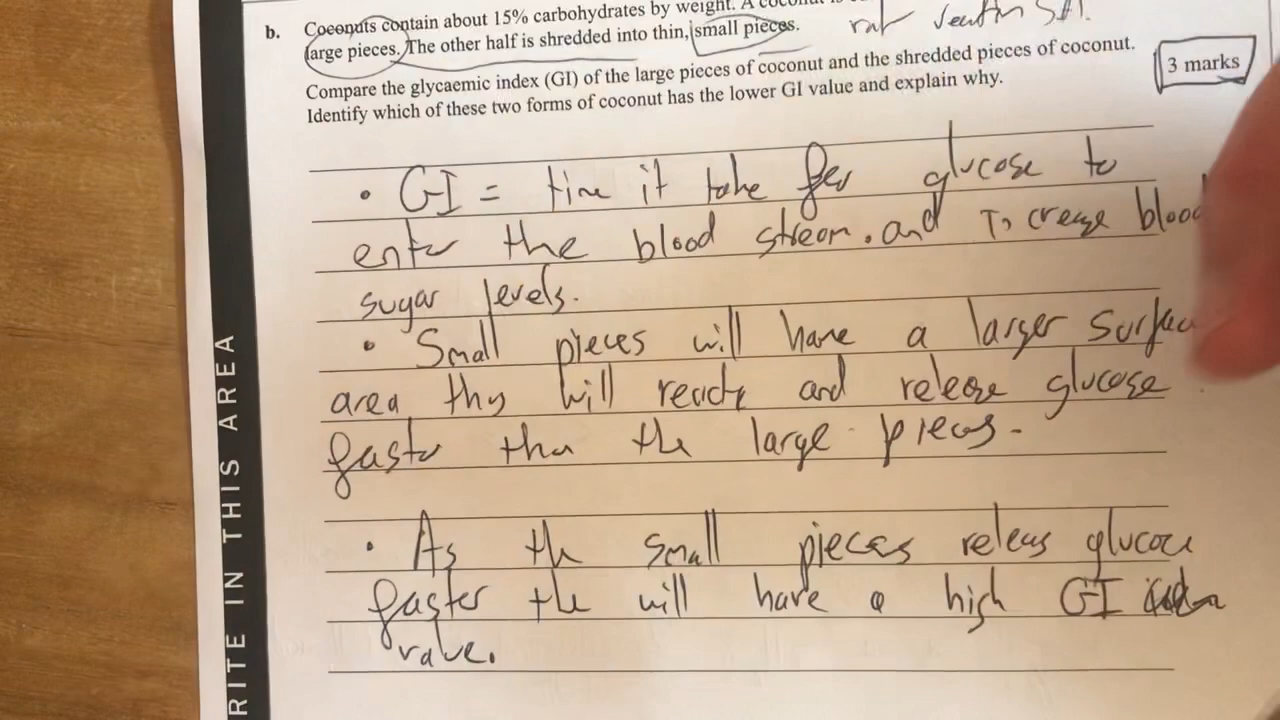 b. Coconuts contain about 15% carbohydrates by weight. A coconut is
large pieces. The other half is shredded into thin, small pieces.
Compare the glycaemic index (GI) of the large pieces of coconut and the shredded pieces of coconut.
Identify which of these two forms of coconut has the lower GI value and explain why.
3 marks
• GI = time it take for glucose to
enter the blood stream. and increase blood
sugar levels.
• Small pieces will have a larger surface
area they will react and release glucose
faster than the large pieces.
• As the small pieces releas glucose
faster the will have a high GI
value.
RITE IN THIS AREA